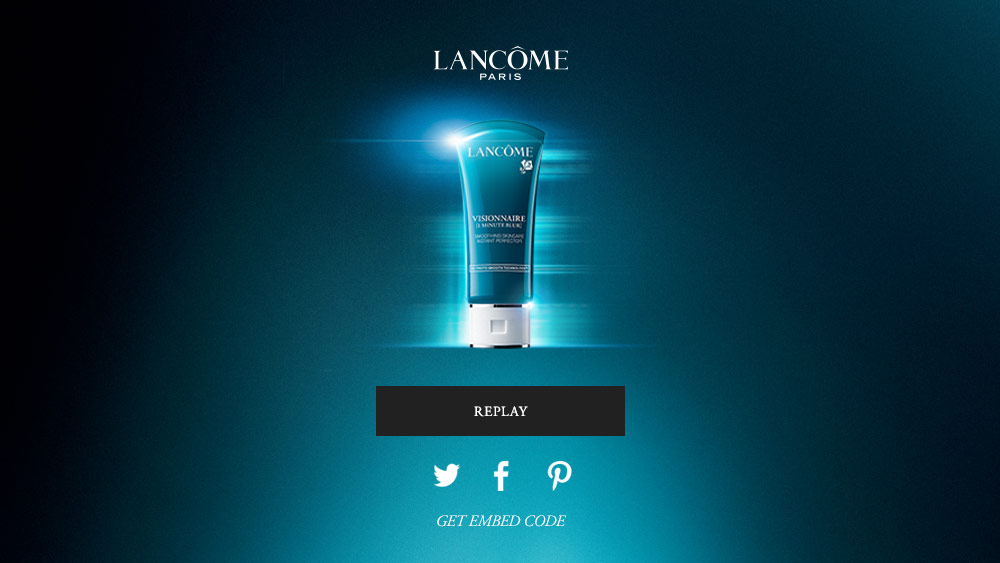 LANCÔME
PARIS
LANCÔME
VISIONNAIRE
[1 MINUTE BLUR]
SMOOTHING SKINCARE
INSTANT PERFECTOR
REPLAY
GET EMBED CODE